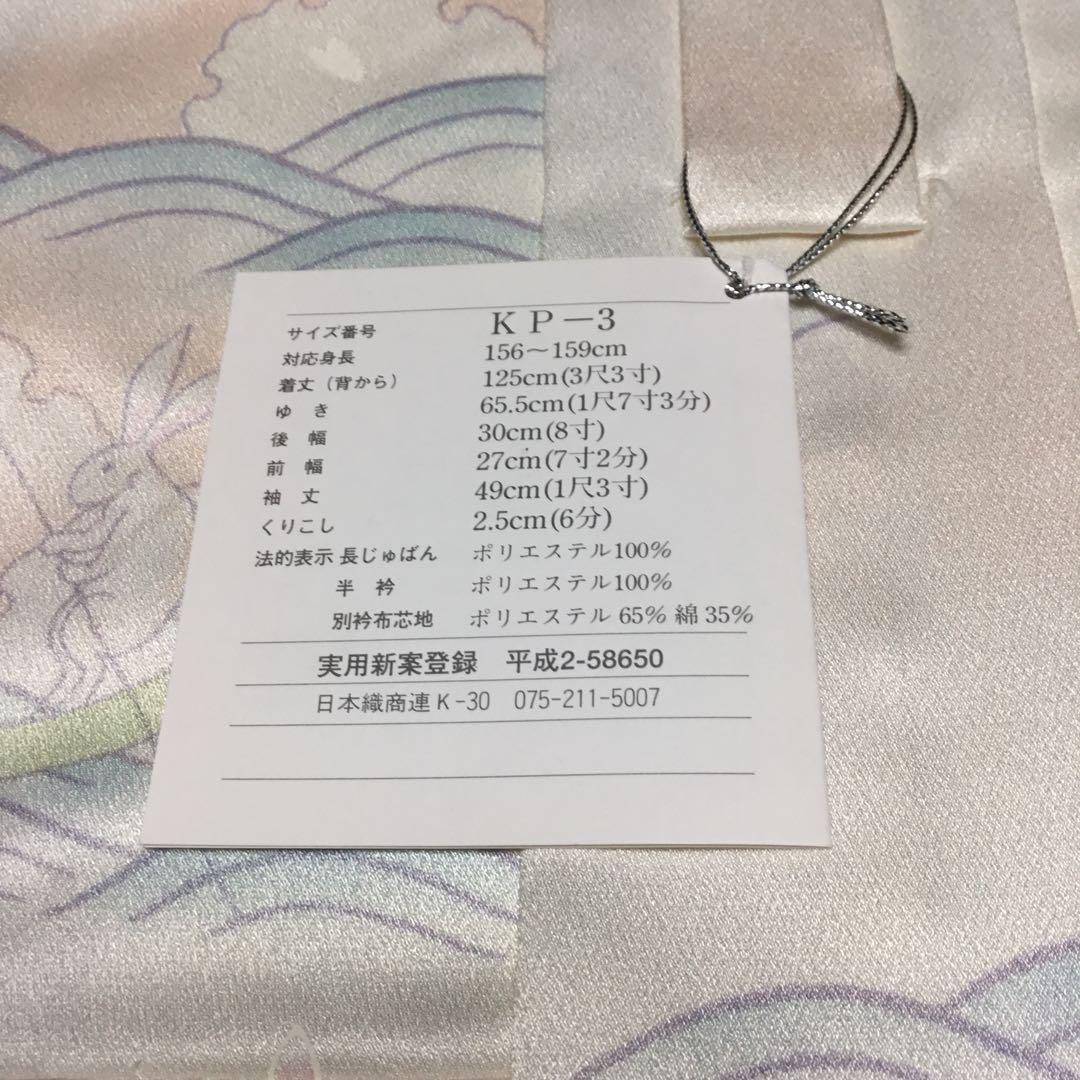 サイズ番号 ＫＰ－3
対応身長 156～159cm
着丈（背から） 125cm(3尺3寸)
ゆ き 65.5cm(1尺7寸3分)
後 幅 30cm(8寸)
前 幅 27cm(7寸2分)
袖 丈 49cm(1尺3寸)
くりこし 2.5cm(6分)
法的表示 長じゅばん ポリエステル100%
半 衿 ポリエステル100%
別衿布芯地 ポリエステル 65% 綿 35%
実用新案登録 平成2-58650
日本織商連Ｋ-30 075-211-5007